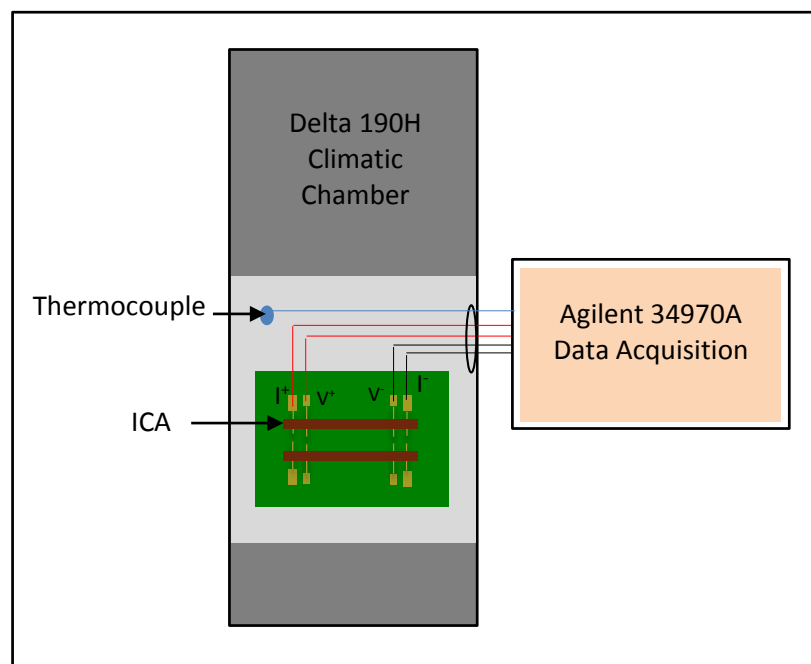 Delta 190H
Climatic
Chamber
Thermocouple
Agilent 34970A
Data Acquisition
I⁺
V⁺
V⁻
I⁻
ICA